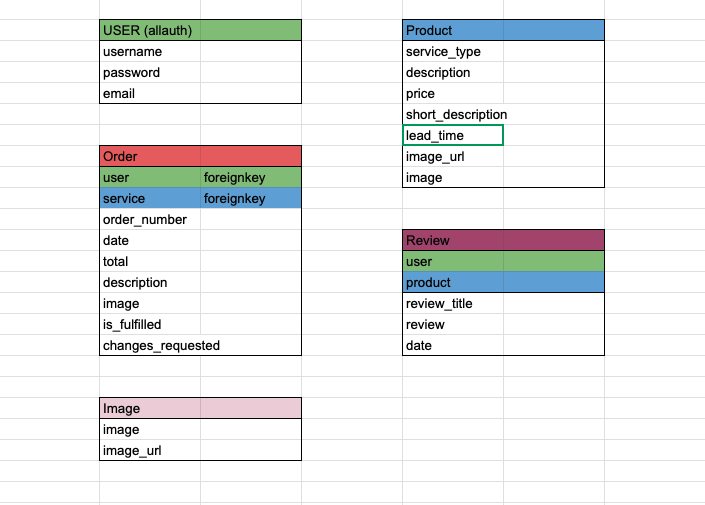 USER (allauth)
username
password
email
Order
user foreignkey
service foreignkey
order_number
date
total
description
image
is_fulfilled
changes_requested
Image
image
image_url
Product
service_type
description
price
short_description
lead_time
image_url
image
Review
user
product
review_title
review
date